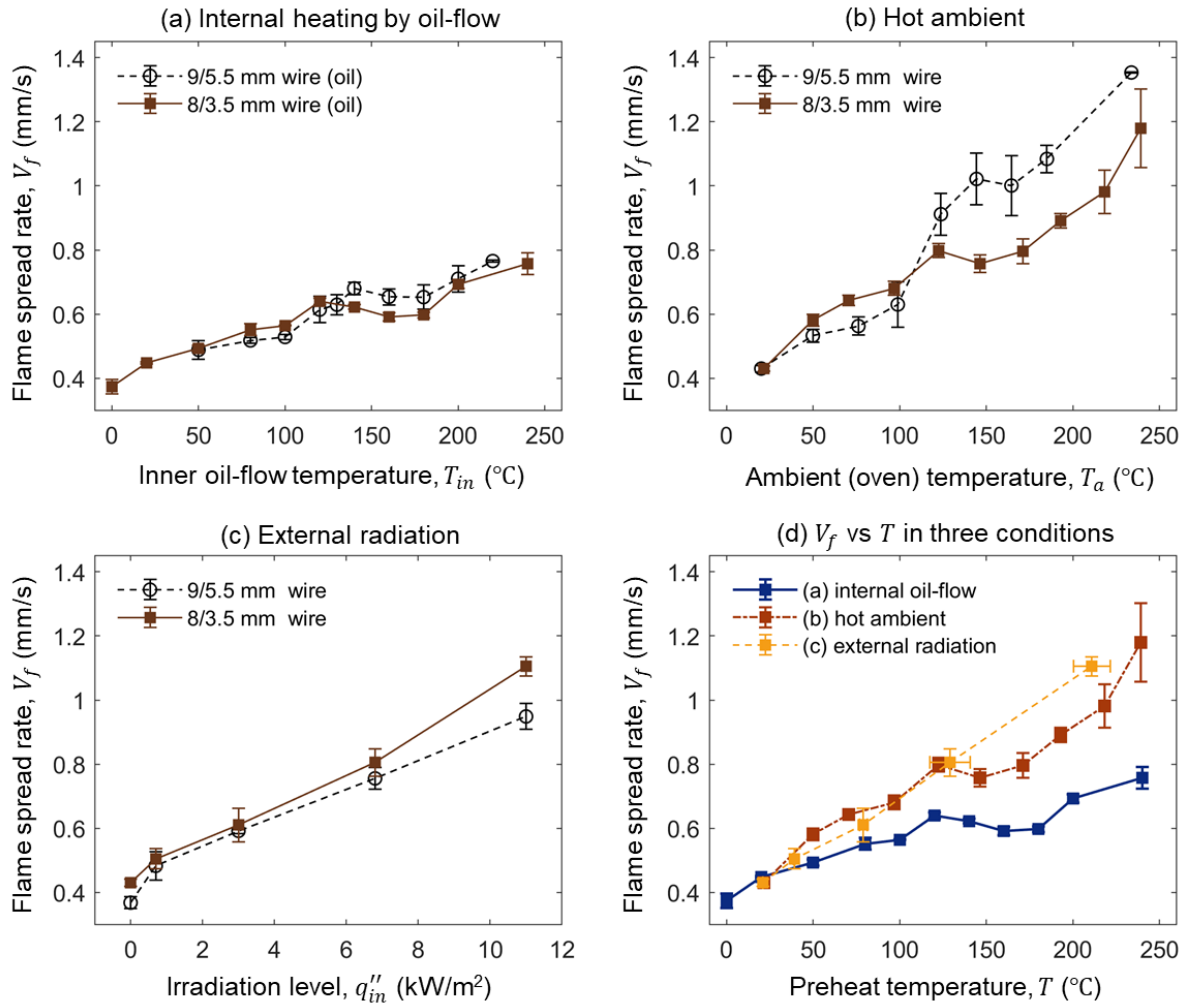 (a) Internal heating by oil-flow
1.4
1.2
1
0.8
0.6
0.4
Flame spread rate, V_f (mm/s)
9/5.5 mm wire (oil)
8/3.5 mm wire (oil)
0 50 100 150 200 250
Inner oil-flow temperature, T_in (°C)
(b) Hot ambient
1.4
1.2
1
0.8
0.6
0.4
Flame spread rate, V_f (mm/s)
9/5.5 mm wire
8/3.5 mm wire
0 50 100 150 200 250
Ambient (oven) temperature, T_a (°C)
(c) External radiation
1.4
1.2
1
0.8
0.6
0.4
Flame spread rate, V_f (mm/s)
9/5.5 mm wire
8/3.5 mm wire
0 2 4 6 8 10 12
Irradiation level, q''_in (kW/m²)
(d) V_f vs T in three conditions
1.4
1.2
1
0.8
0.6
0.4
Flame spread rate, V_f (mm/s)
(a) internal oil-flow
(b) hot ambient
(c) external radiation
0 50 100 150 200 250
Preheat temperature, T (°C)